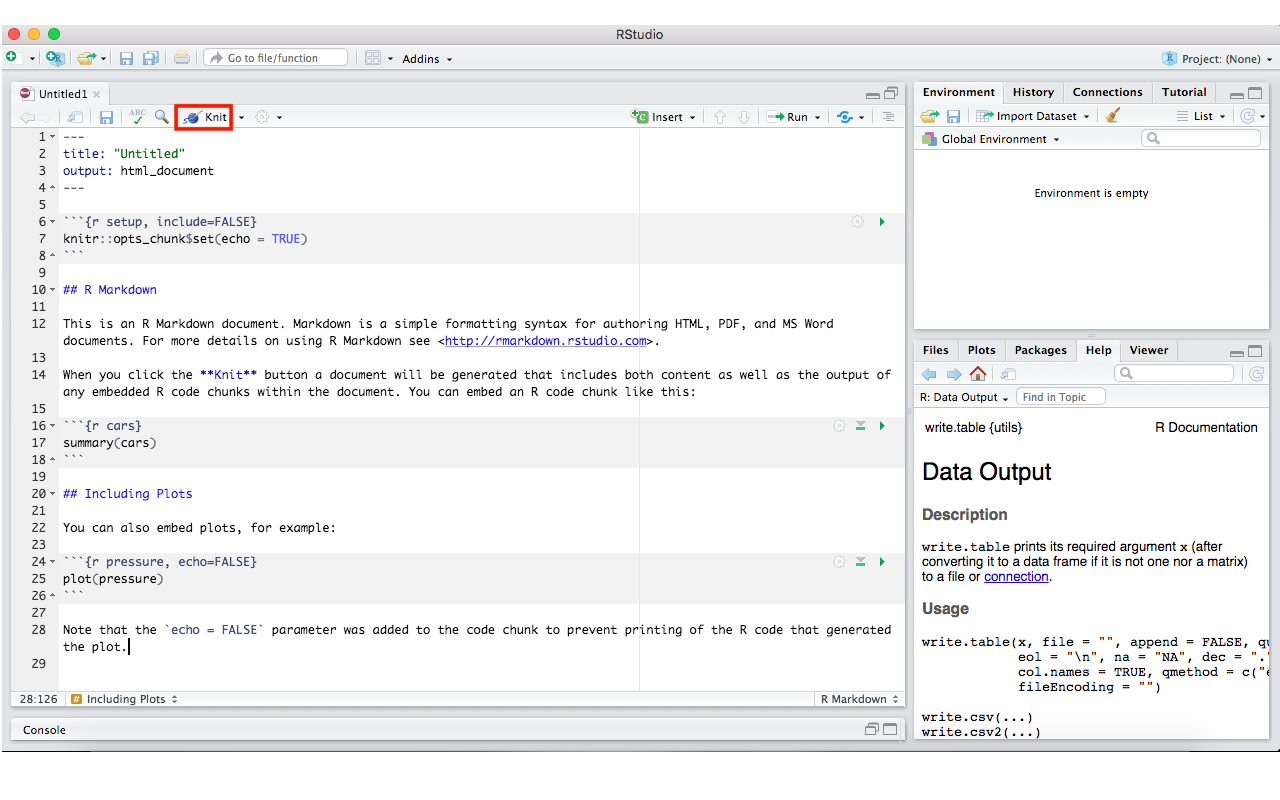 RStudio
Go to file/function
Addins
Project: (None)
Untitled1
ABC
Knit
Insert
Run
1 ---
2 title: "Untitled"
3 output: html_document
4 ---
5
6 ```{r setup, include=FALSE}
7 knitr::opts_chunk$set(echo = TRUE)
8 ```
9
10 ## R Markdown
11
12 This is an R Markdown document. Markdown is a simple formatting syntax for authoring HTML, PDF, and MS Word
documents. For more details on using R Markdown see <http://rmarkdown.rstudio.com>.
13
14 When you click the **Knit** button a document will be generated that includes both content as well as the output of
any embedded R code chunks within the document. You can embed an R code chunk like this:
15
16 ```{r cars}
17 summary(cars)
18 ```
19
20 ## Including Plots
21
22 You can also embed plots, for example:
23
24 ```{r pressure, echo=FALSE}
25 plot(pressure)
26 ```
27
28 Note that the `echo = FALSE` parameter was added to the code chunk to prevent printing of the R code that generated
the plot.
29
28:126 # Including Plots R Markdown
Console
Environment History Connections Tutorial
Import Dataset List
R Global Environment
Environment is empty
Files Plots Packages Help Viewer
R: Data Output Find in Topic
write.table {utils} R Documentation
Data Output
Description
write.table prints its required argument x (after
converting it to a data frame if it is not one nor a matrix)
to a file or connection.
Usage
write.table(x, file = "", append = FALSE, qu
eol = "\n", na = "NA", dec = "."
col.names = TRUE, qmethod = c("e
fileEncoding = "")
write.csv(...)
write.csv2(...)